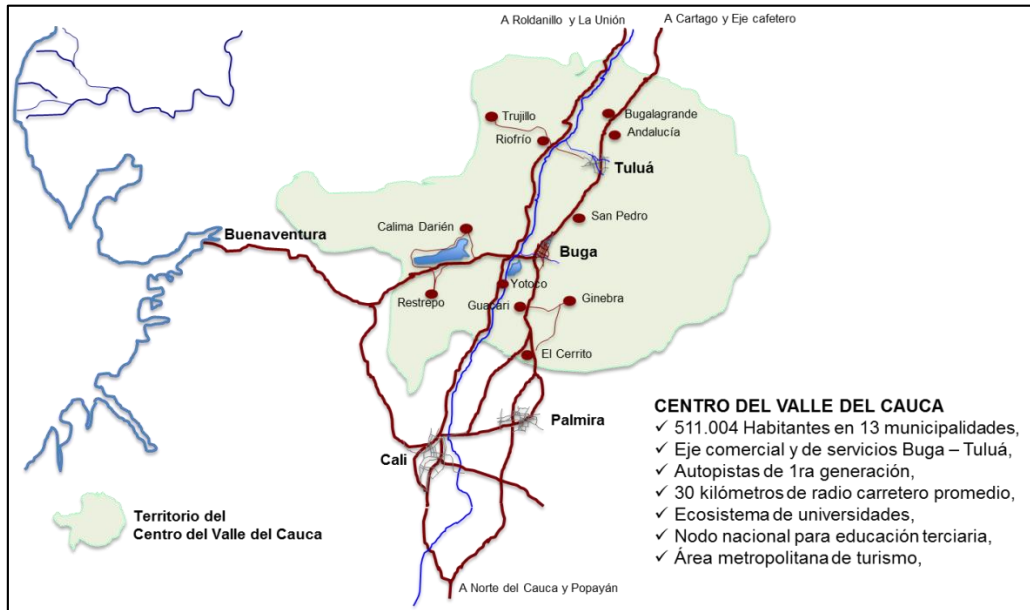 A Roldanillo y La Unión
A Cartago y Eje cafetero
Trujillo
Bugalagrande
Riofrío
Andalucía
Tuluá
San Pedro
Calima Darién
Buenaventura
Buga
Yotoco
Restrepo
Guacarí
Ginebra
El Cerrito
Palmira
Cali
CENTRO DEL VALLE DEL CAUCA
✓ 511.004 Habitantes en 13 municipalidades,
✓ Eje comercial y de servicios Buga – Tuluá,
✓ Autopistas de 1ra generación,
✓ 30 kilómetros de radio carretero promedio,
✓ Ecosistema de universidades,
✓ Nodo nacional para educación terciaria,
✓ Área metropolitana de turismo,
Territorio del
Centro del Valle del Cauca
A Norte del Cauca y Popayán